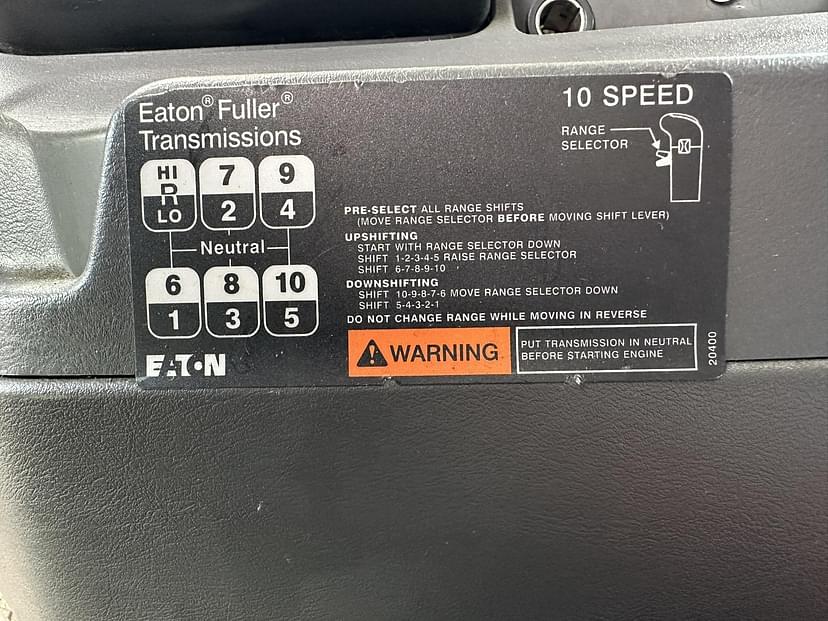 Eaton® Fuller®
Transmissions
10 SPEED
RANGE
SELECTOR
HI 7 9
R
LO 2 4
Neutral
6 8 10
1 3 5
EATON
PRE-SELECT ALL RANGE SHIFTS
(MOVE RANGE SELECTOR BEFORE MOVING SHIFT LEVER)
UPSHIFTING
START WITH RANGE SELECTOR DOWN
SHIFT 1-2-3-4-5 RAISE RANGE SELECTOR
SHIFT 6-7-8-9-10
DOWNSHIFTING
SHIFT 10-9-8-7-6 MOVE RANGE SELECTOR DOWN
SHIFT 5-4-3-2-1
DO NOT CHANGE RANGE WHILE MOVING IN REVERSE
WARNING
PUT TRANSMISSION IN NEUTRAL
BEFORE STARTING ENGINE
20400